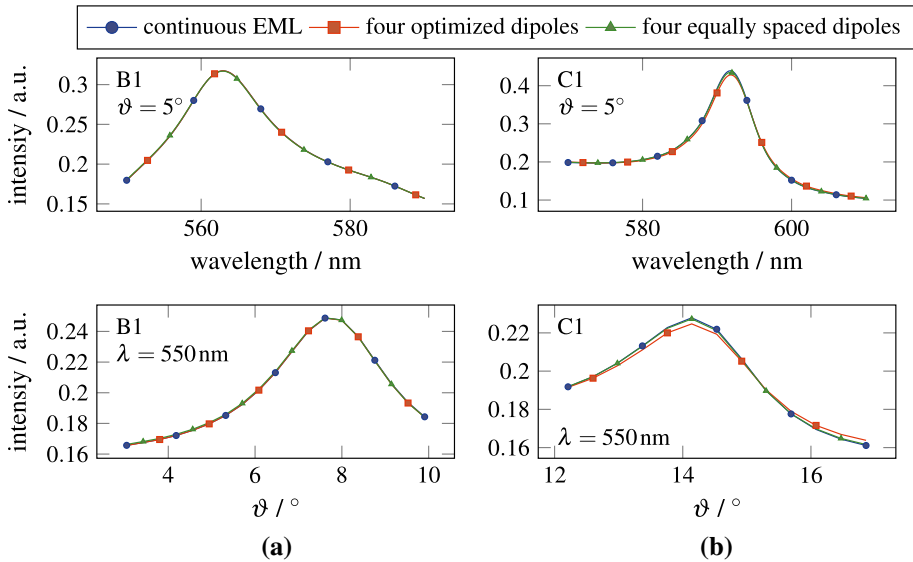 continuous EML four optimized dipoles four equally spaced dipoles
B1
ϑ = 5°
0.3
0.25
0.2
0.15
intensiy / a.u.
560 580
wavelength / nm
C1
ϑ = 5°
0.4
0.3
0.2
0.1
580 600
wavelength / nm
B1
λ = 550 nm
0.24
0.22
0.2
0.18
0.16
intensiy / a.u.
4 6 8 10
ϑ / °
(a)
C1
λ = 550 nm
0.22
0.2
0.18
0.16
12 14 16
ϑ / °
(b)